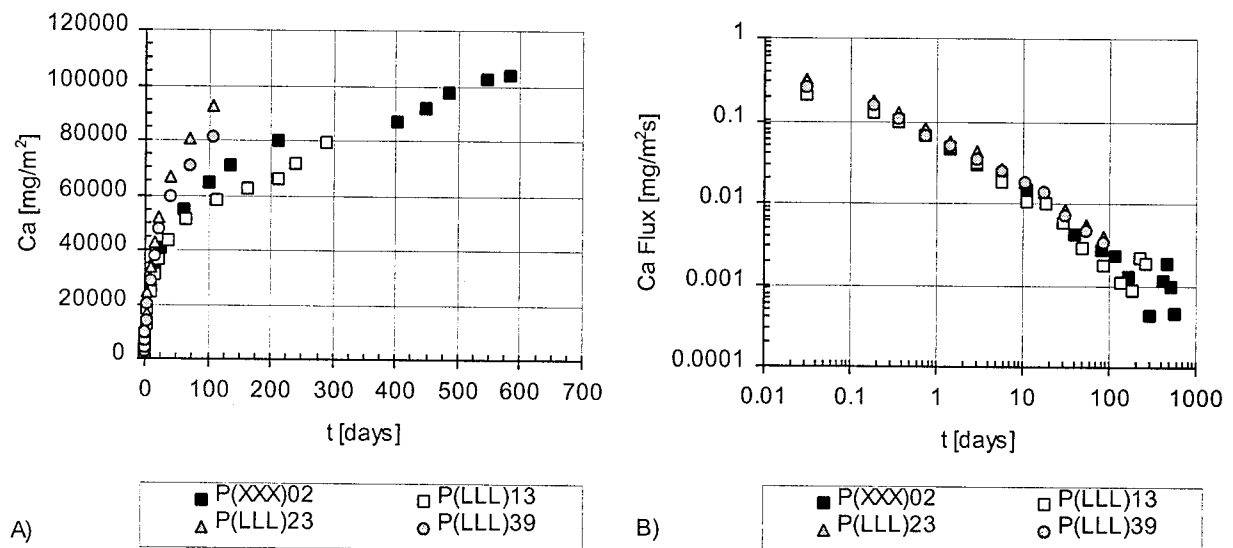 120000
100000
80000
60000
40000
20000
0
Ca [mg/m²]
0 100 200 300 400 500 600 700
t [days]
P(XXX)02 P(LLL)13
P(LLL)23 P(LLL)39
A)
1
0.1
0.01
0.001
0.0001
Ca Flux [mg/m²s]
0.01 0.1 1 10 100 1000
t [days]
P(XXX)02 P(LLL)13
P(LLL)23 P(LLL)39
B)